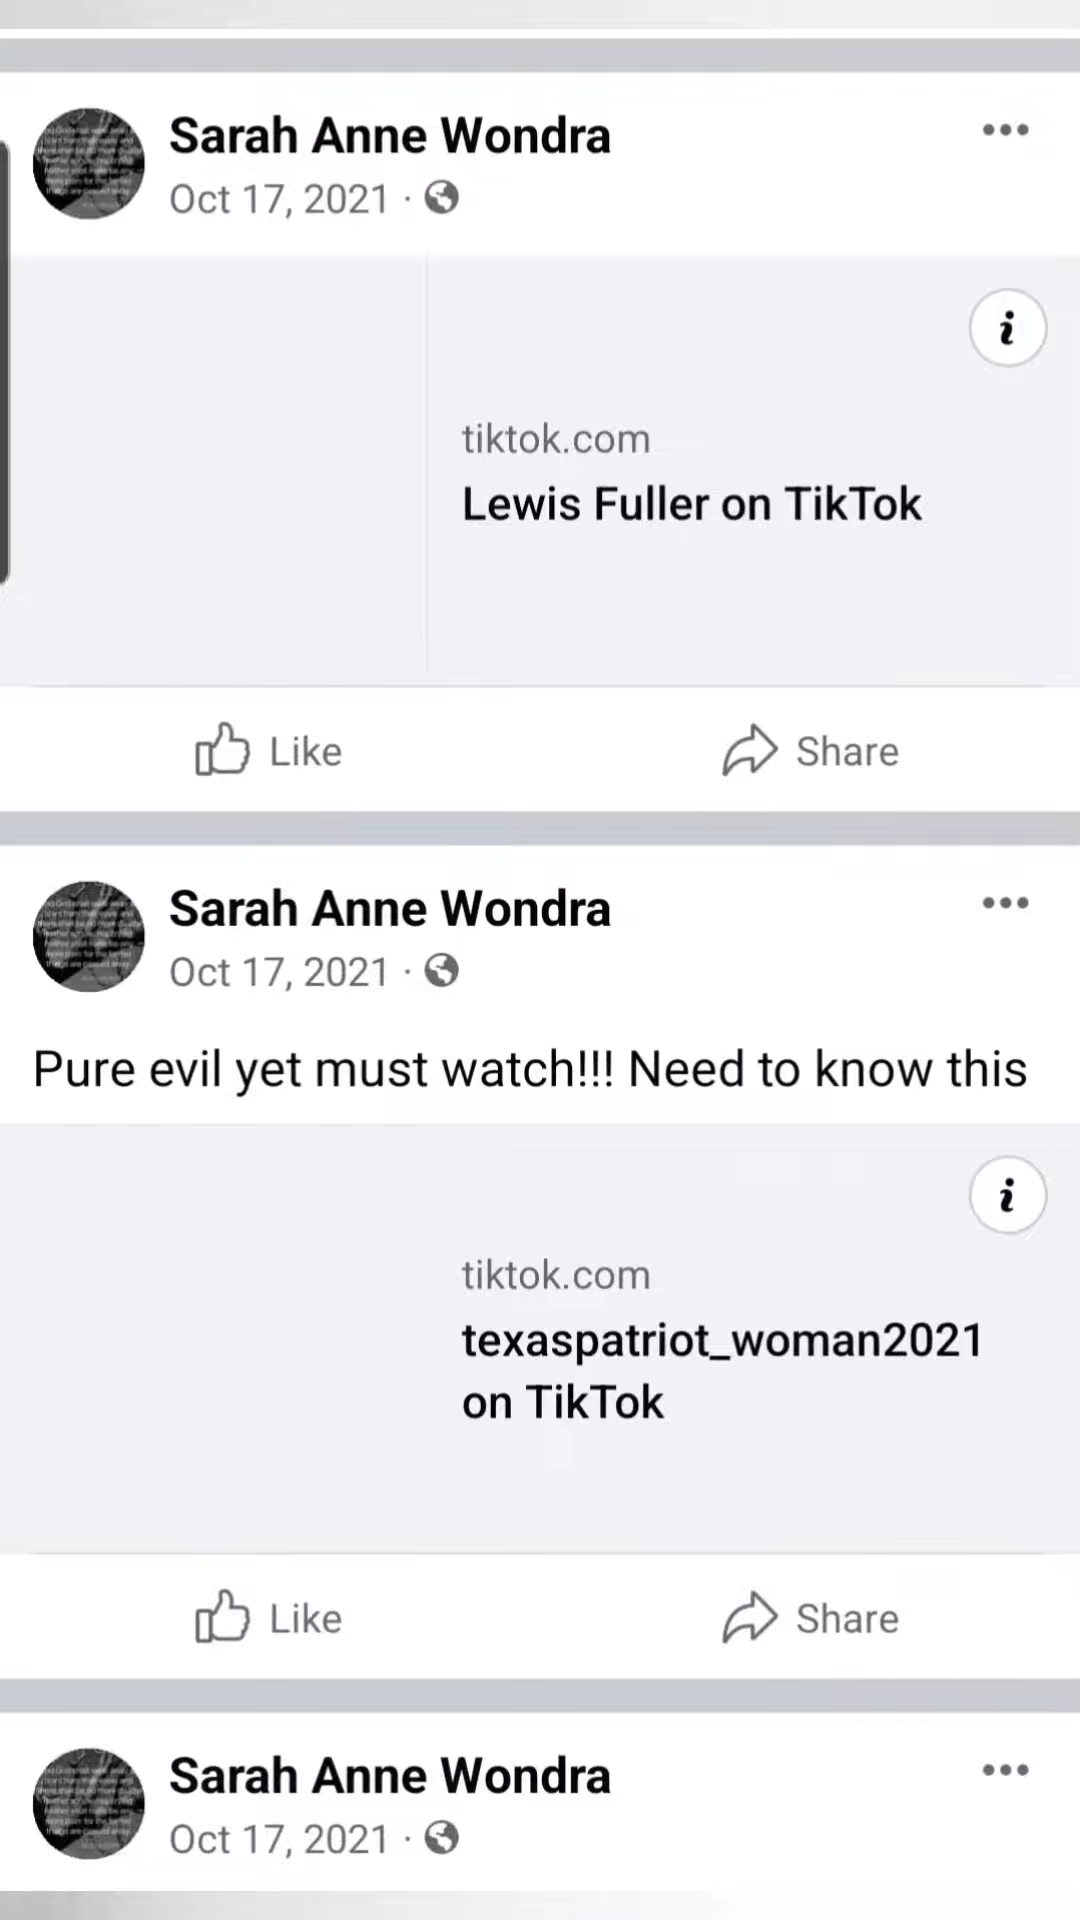 Sarah Anne Wondra
Oct 17, 2021 ·
i
tiktok.com
Lewis Fuller on TikTok
Like
Share
Sarah Anne Wondra
Oct 17, 2021 ·
Pure evil yet must watch!!! Need to know this
i
tiktok.com
texaspatriot_woman2021
on TikTok
Like
Share
Sarah Anne Wondra
Oct 17, 2021 ·